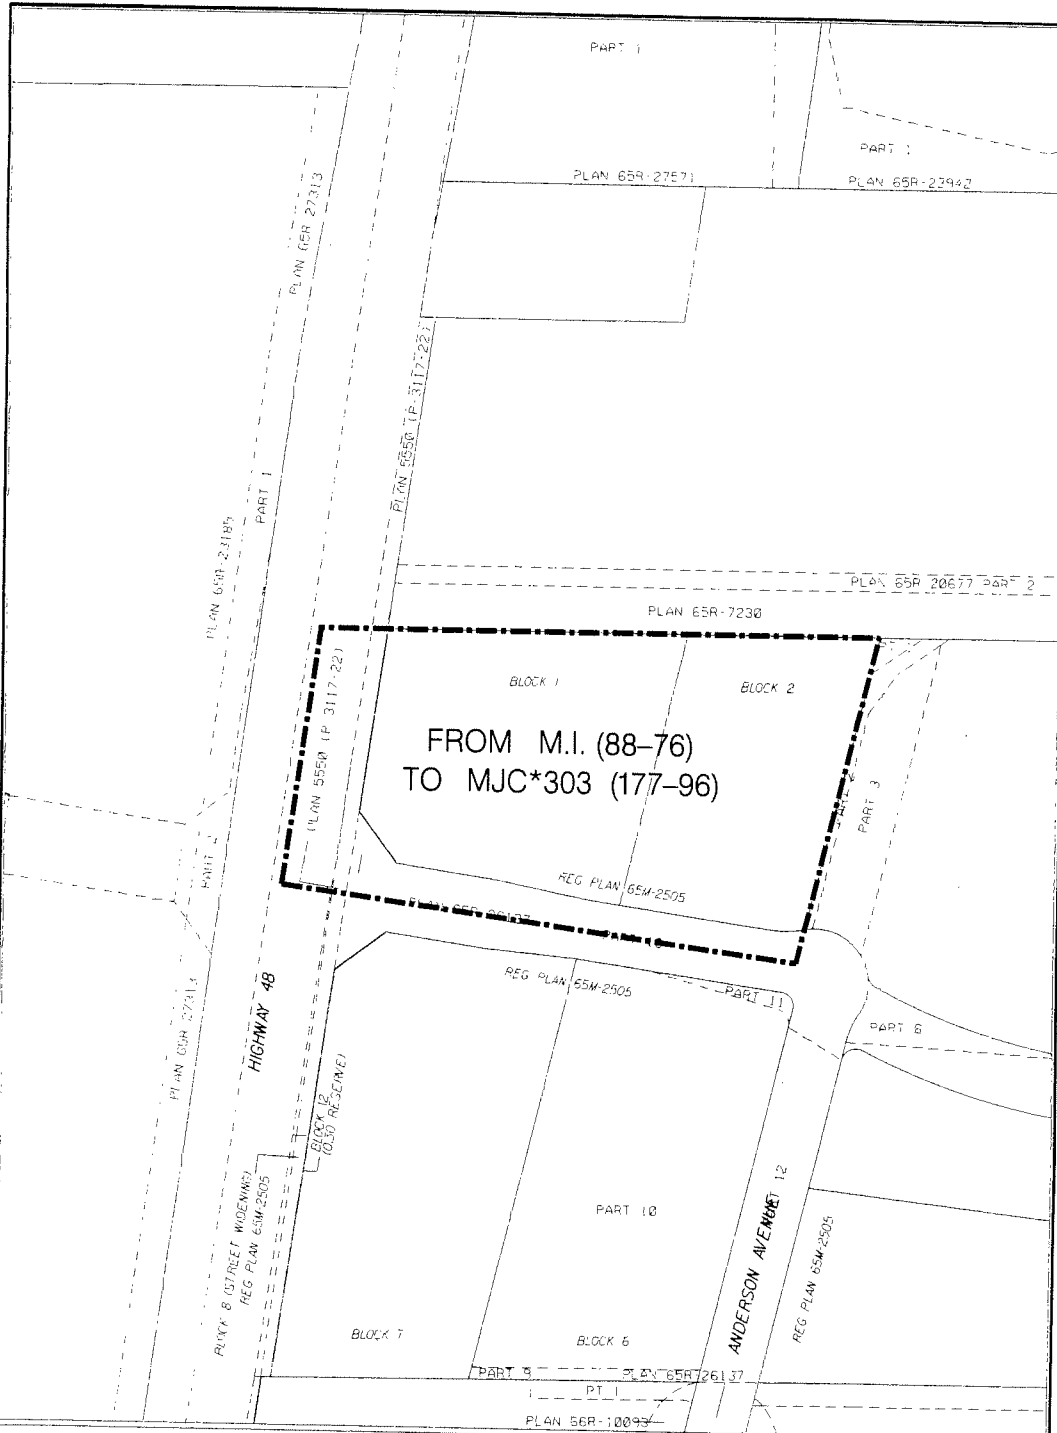 PART 1
PART 1
PLAN 65R-27571
PLAN 65R-23942
PLAN 65R 27313
PLAN 5550 (P-3117-22)
PART 1
PLAN 65R-23185
PLAN 65R 20677 PART 2
PLAN 65R-7230
BLOCK 1
BLOCK 2
PLAN 5550 (P 3117-22)
FROM M.I. (88-76)
TO MJC*303 (177-96)
PART 3
PART 2
REG PLAN 65M-2505
PLAN 65R-26137
REG PLAN 65M-2505
PART 11
PART 6
PLAN 65R 27313
HIGHWAY 48
BLOCK 12
(0.30 RESERVE)
BLOCK 8 (STREET WIDENING)
REG PLAN 65M-2505
PART 10
ANDERSON AVENUE
12
REG PLAN 65M-2505
BLOCK 7
BLOCK 6
PART 9
PLAN 65R-26137
PT 1
PLAN 66R-10093